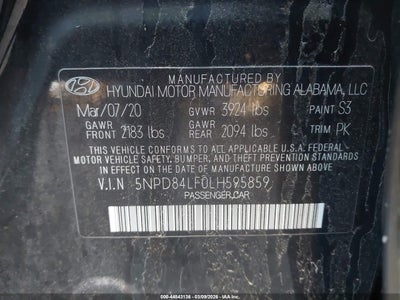 MANUFACTURED BY
HYUNDAI MOTOR MANUFACTURING ALABAMA, LLC
Mar/07/20 GVWR 3924 lbs PAINT S3
GAWR FRONT 2183 lbs GAWR REAR 2094 lbs TRIM PK
THIS VEHICLE CONFORMS TO ALL APPLICABLE U.S.A FEDERAL
MOTOR VEHICLE SAFETY, BUMPER, AND THEFT PREVENTION
STANDARDS IN EFFECT ON THE DATE OF MANUFACTURE SHOWN ABOVE.
V.I.N 5NPD84LF0LH595859
PASSENGER CAR
000-44043136 - 03/09/2026 - IAA Inc.